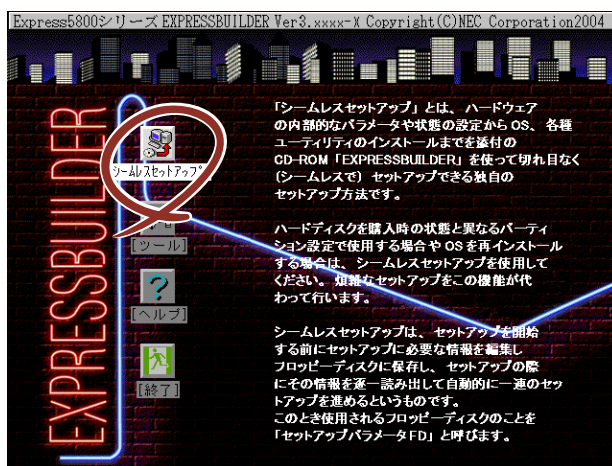 Express5800シリーズ EXPRESSBUILDER Ver3.xxxx-X Copyright(C)NEC Corporation2004
EXPRESSBUILDER
シームレスセットアップ
[ツール]
[ヘルプ]
[終了]
「シームレスセットアップ」とは、ハードウェア
の内部的なパラメータや状態の設定から OS、各種
ユーティリティのインストールまでを添付の
CD-ROM「EXPRESSBUILDER」を使って切れ目なく
(シームレスで) セットアップできる独自の
セットアップ方法です。
ハードディスクを購入時の状態と異なるパーティ
ション設定で使用する場合や OS を再インストール
する場合は、シームレスセットアップを使用して
ください。煩雑なセットアップをこの機能が代
わって行います。
シームレスセットアップは、セットアップを開始
する前にセットアップに必要な情報を編集し
フロッピーディスクに保存し、セットアップの際
にその情報を逐一読み出して自動的に一連のセッ
トアップを進めるというものです。
このとき使用されるフロッピーディスクのことを
「セットアップパラメータFD」と呼びます。